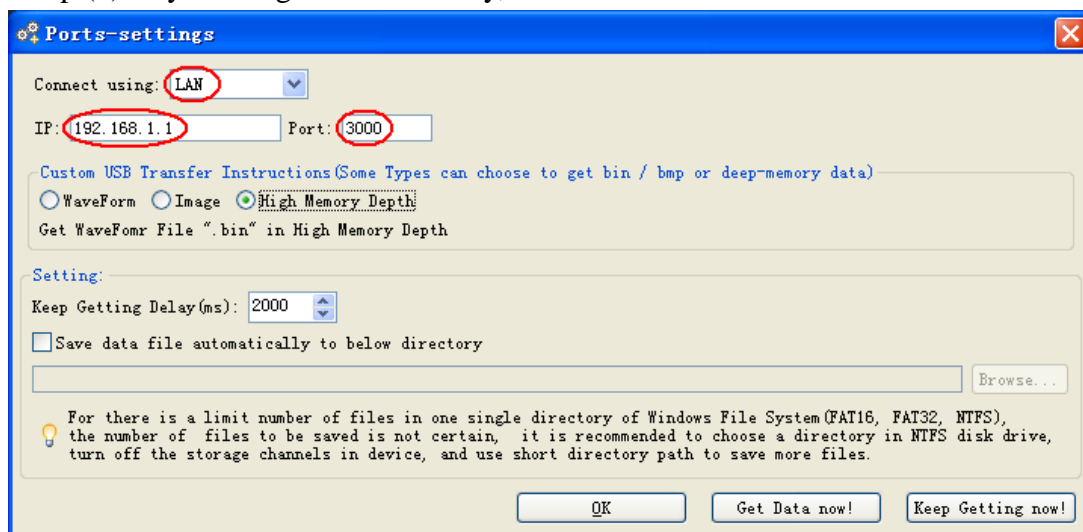 Ports-settings
Connect using: LAN
IP: 192.168.1.1 Port: 3000
Custom USB Transfer Instructions(Some Types can choose to get bin / bmp or deep-memory data)
WaveForm Image High Memory Depth
Get WaveFomr File ".bin" in High Memory Depth
Setting:
Keep Getting Delay(ms): 2000
Save data file automatically to below directory
Browse...
For there is a limit number of files in one single directory of Windows File System(FAT16, FAT32, NTFS),
the number of files to be saved is not certain, it is recommended to choose a directory in NTFS disk drive,
turn off the storage channels in device, and use short directory path to save more files.
OK Get Data now! Keep Getting now!